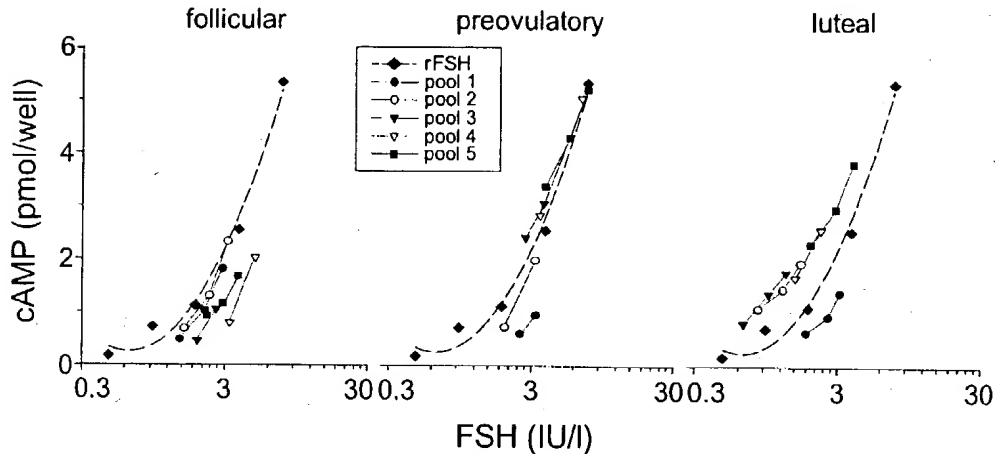 follicular
preovulatory
luteal
rFSH
pool 1
pool 2
pool 3
pool 4
pool 5
cAMP (pmol/well)
6
4
2
0
0.3
3
30
0.3
3
30
0.3
3
30
FSH (IU/l)